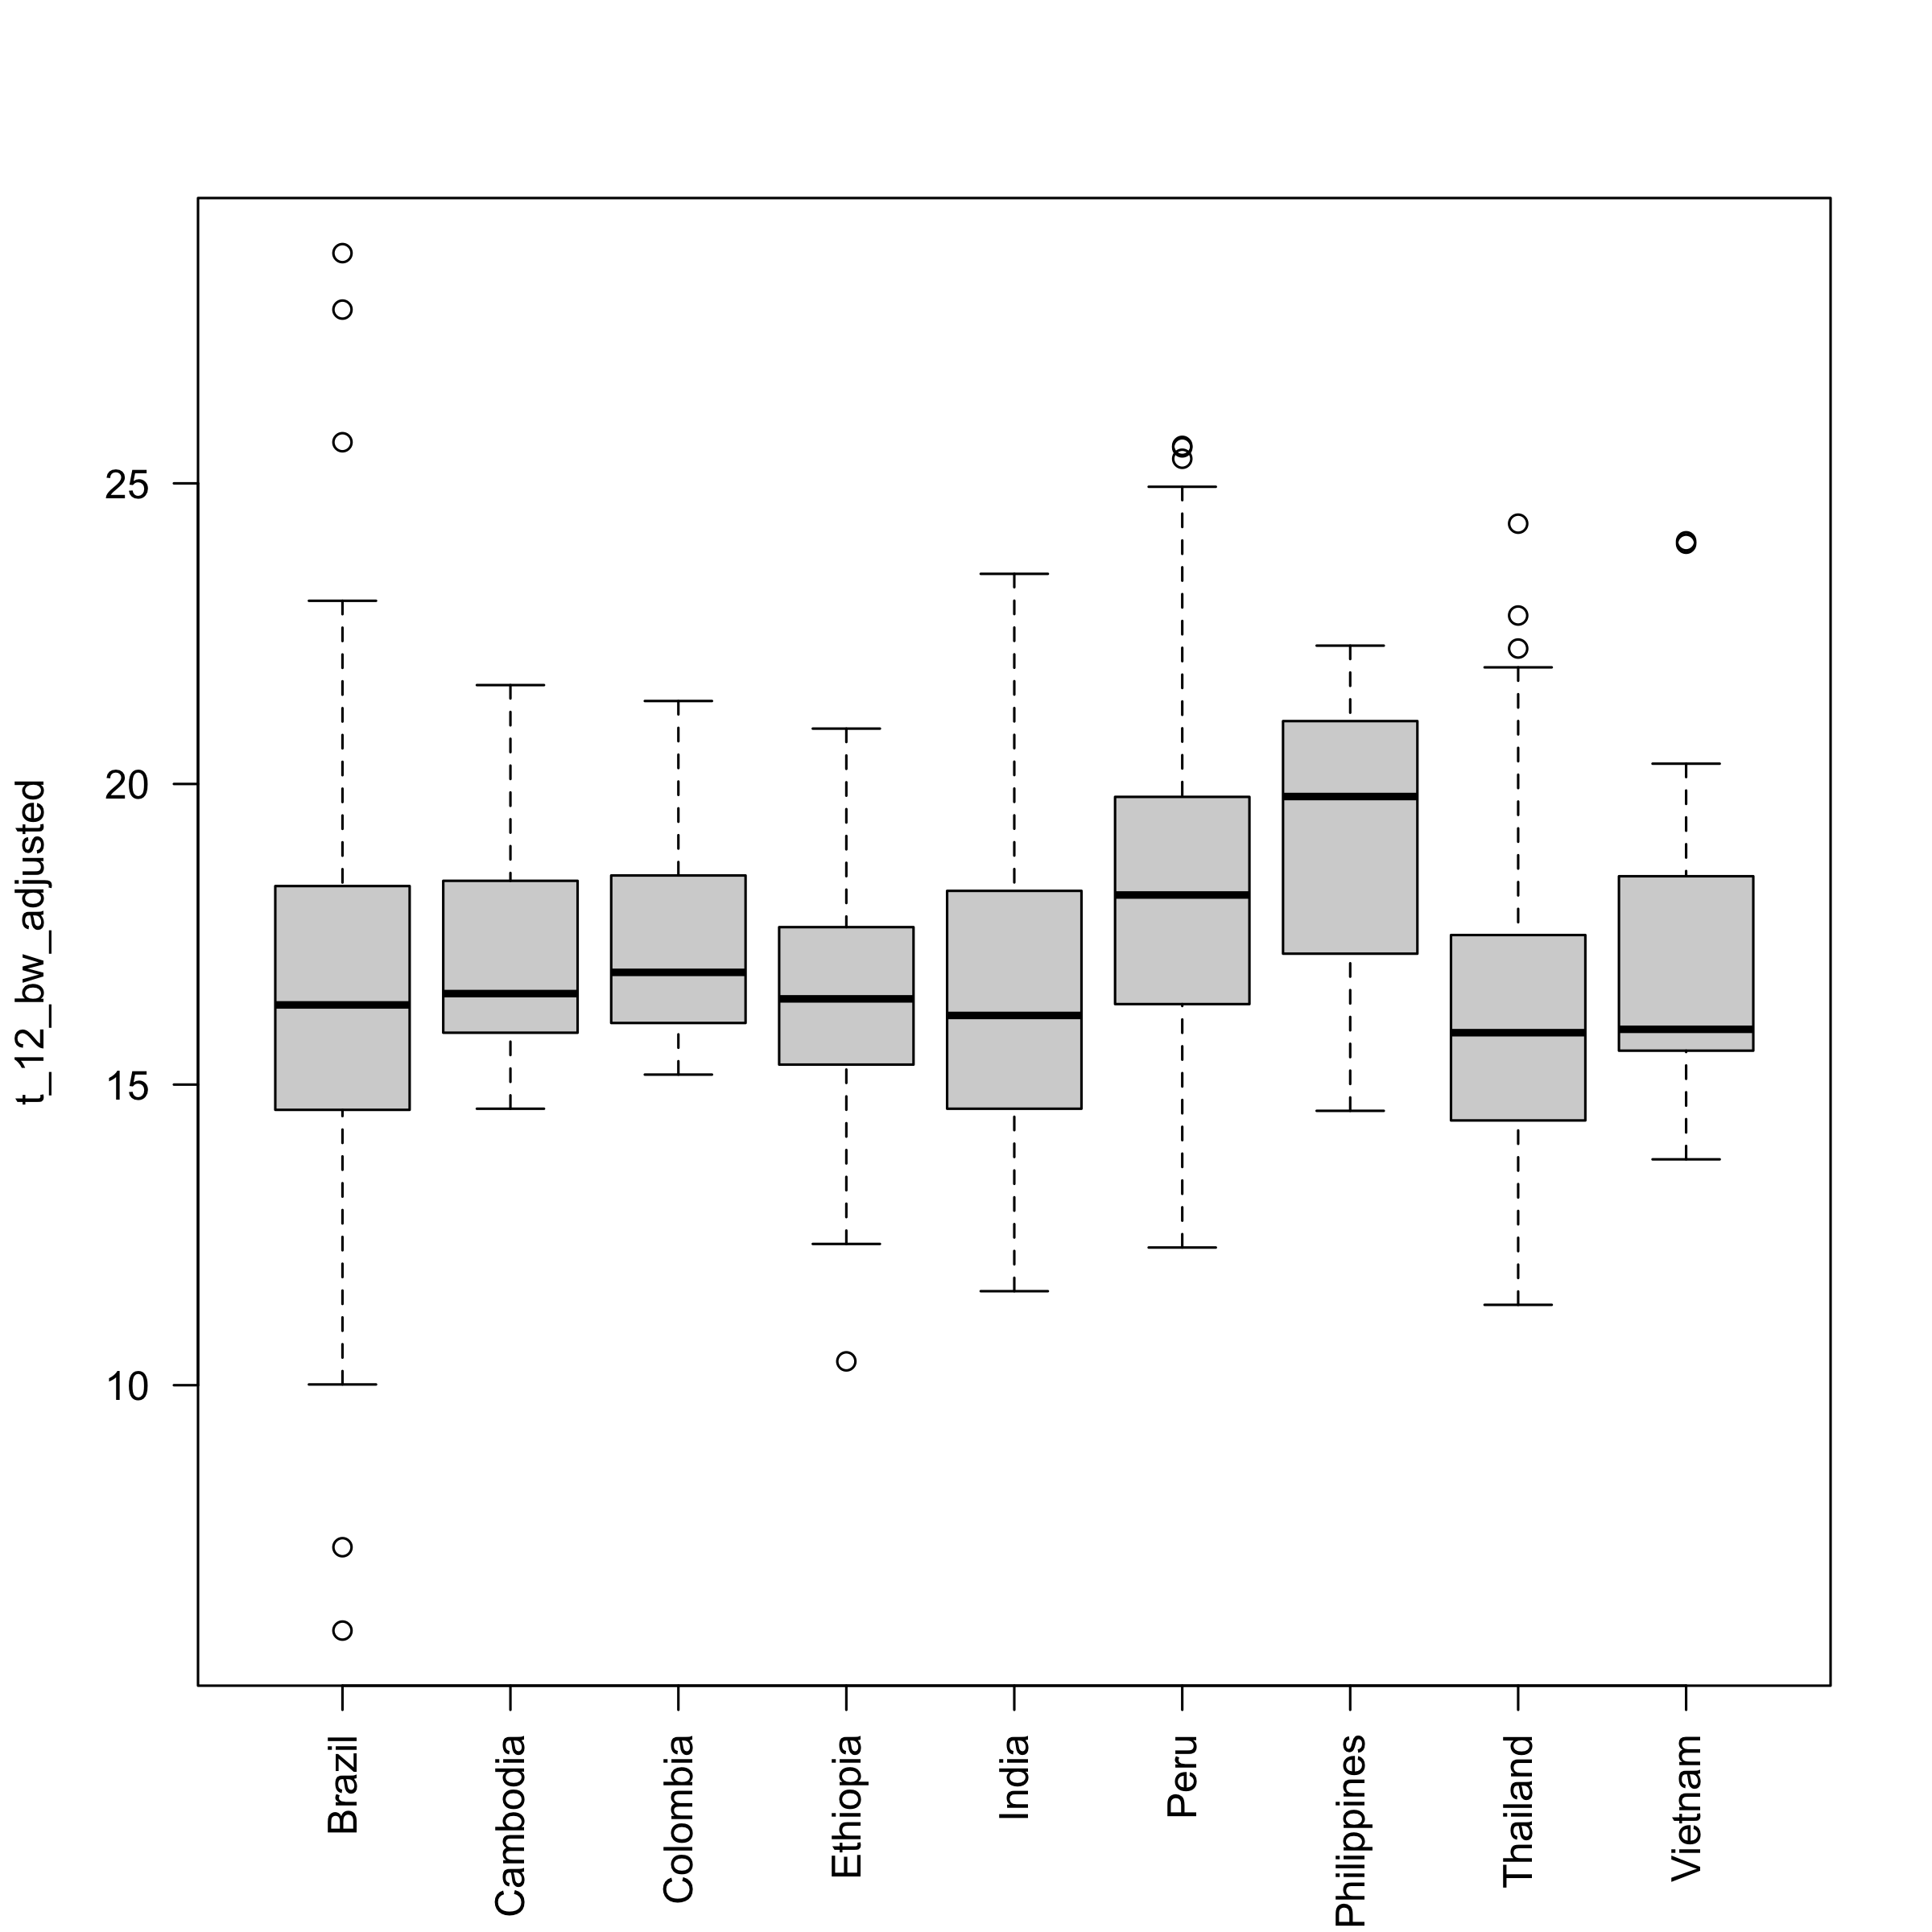 t_12_bw_adjusted
25
20
15
10
Brazil
Cambodia
Colombia
Ethiopia
India
Peru
Philippines
Thailand
Vietnam